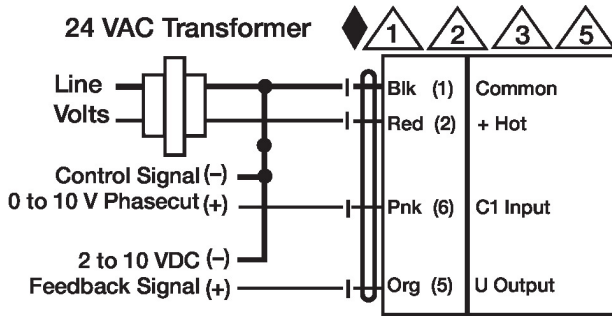 24 VAC Transformer 1 2 3 5
Line
Volts
Blk (1) Common
Red (2) + Hot
Control Signal (–)
0 to 10 V Phasecut (+)
Pnk (6) C1 Input
2 to 10 VDC (–)
Feedback Signal (+)
Org (5) U Output